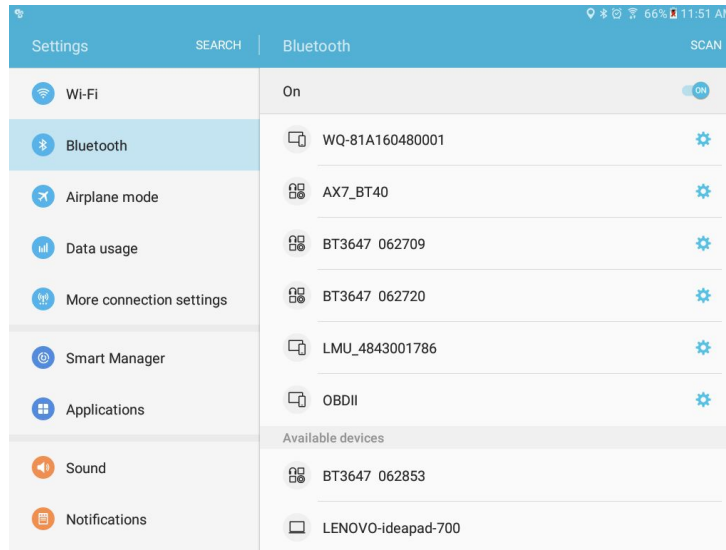 66% 11:51 AM
Settings SEARCH
Bluetooth SCAN
Wi-Fi
Bluetooth
Airplane mode
Data usage
More connection settings
Smart Manager
Applications
Sound
Notifications
On ON
WQ-81A160480001
AX7_BT40
BT3647 062709
BT3647 062720
LMU_4843001786
OBDII
Available devices
BT3647 062853
LENOVO-ideapad-700